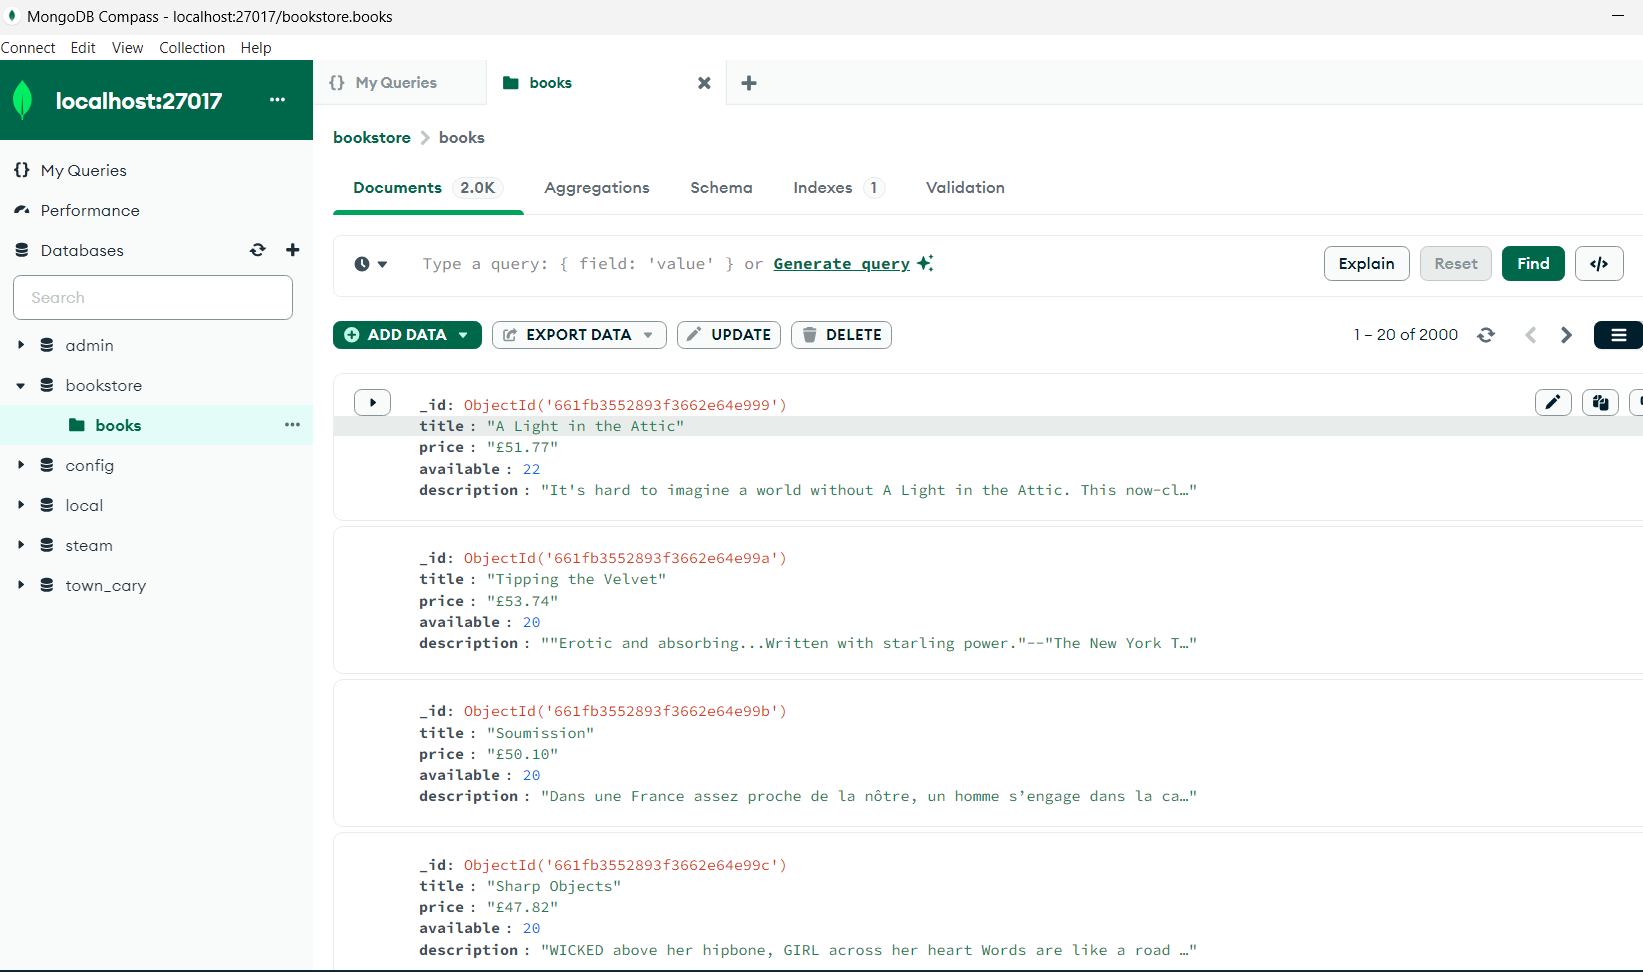 MongoDB Compass - localhost:27017/bookstore.books
Connect Edit View Collection Help
localhost:27017 ...
{} My Queries
Performance
Databases
Search
admin
bookstore
books ...
config
local
steam
town_cary
{} My Queries
books
bookstore > books
Documents 2.0K Aggregations Schema Indexes 1 Validation
Type a query: { field: 'value' } or Generate query
Explain Reset Find </>
ADD DATA EXPORT DATA UPDATE DELETE
1 – 20 of 2000
_id: ObjectId('661fb3552893f3662e64e999')
title : "A Light in the Attic"
price : "£51.77"
available : 22
description : "It's hard to imagine a world without A Light in the Attic. This now-cl…"
_id: ObjectId('661fb3552893f3662e64e99a')
title : "Tipping the Velvet"
price : "£53.74"
available : 20
description : ""Erotic and absorbing...Written with starling power."--"The New York T…"
_id: ObjectId('661fb3552893f3662e64e99b')
title : "Soumission"
price : "£50.10"
available : 20
description : "Dans une France assez proche de la nôtre, un homme s’engage dans la ca…"
_id: ObjectId('661fb3552893f3662e64e99c')
title : "Sharp Objects"
price : "£47.82"
available : 20
description : "WICKED above her hipbone, GIRL across her heart Words are like a road …"